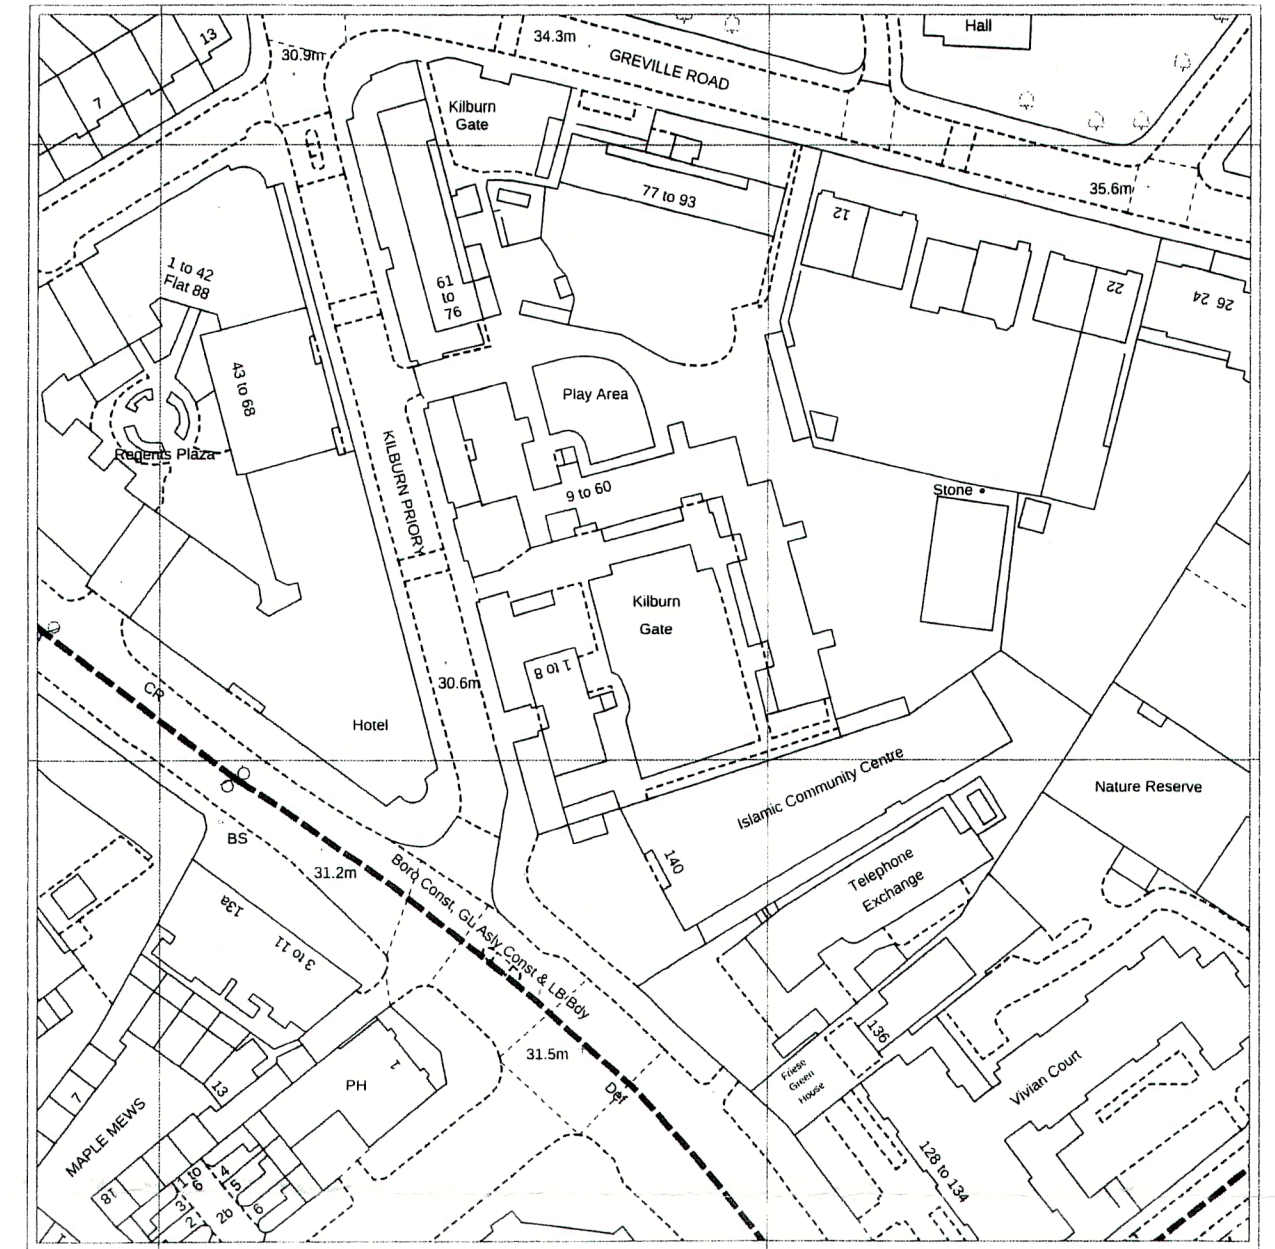 13
30.9m
34.3m
GREVILLE ROAD
Hall
7
Kilburn
Gate
77 to 93
35.6m
12
22
26 24
1 to 42
Flat 88
61
to
76
43 to 68
Play Area
KILBURN PRIORY
Regents Plaza
9 to 60
Stone
Kilburn
Gate
1 to 8
30.6m
CR
Hotel
Islamic Community Centre
Nature Reserve
BS
31.2m
Boro Const, GL Asly Const & LB Bdy
140
Telephone
Exchange
13a
3 to 11
31.5m
136
Friese
Green
House
Def
PH
1
13
7
MAPLE MEWS
Vivian Court
128 to 134
18
1 to
6
4
5
3
2
2b
6